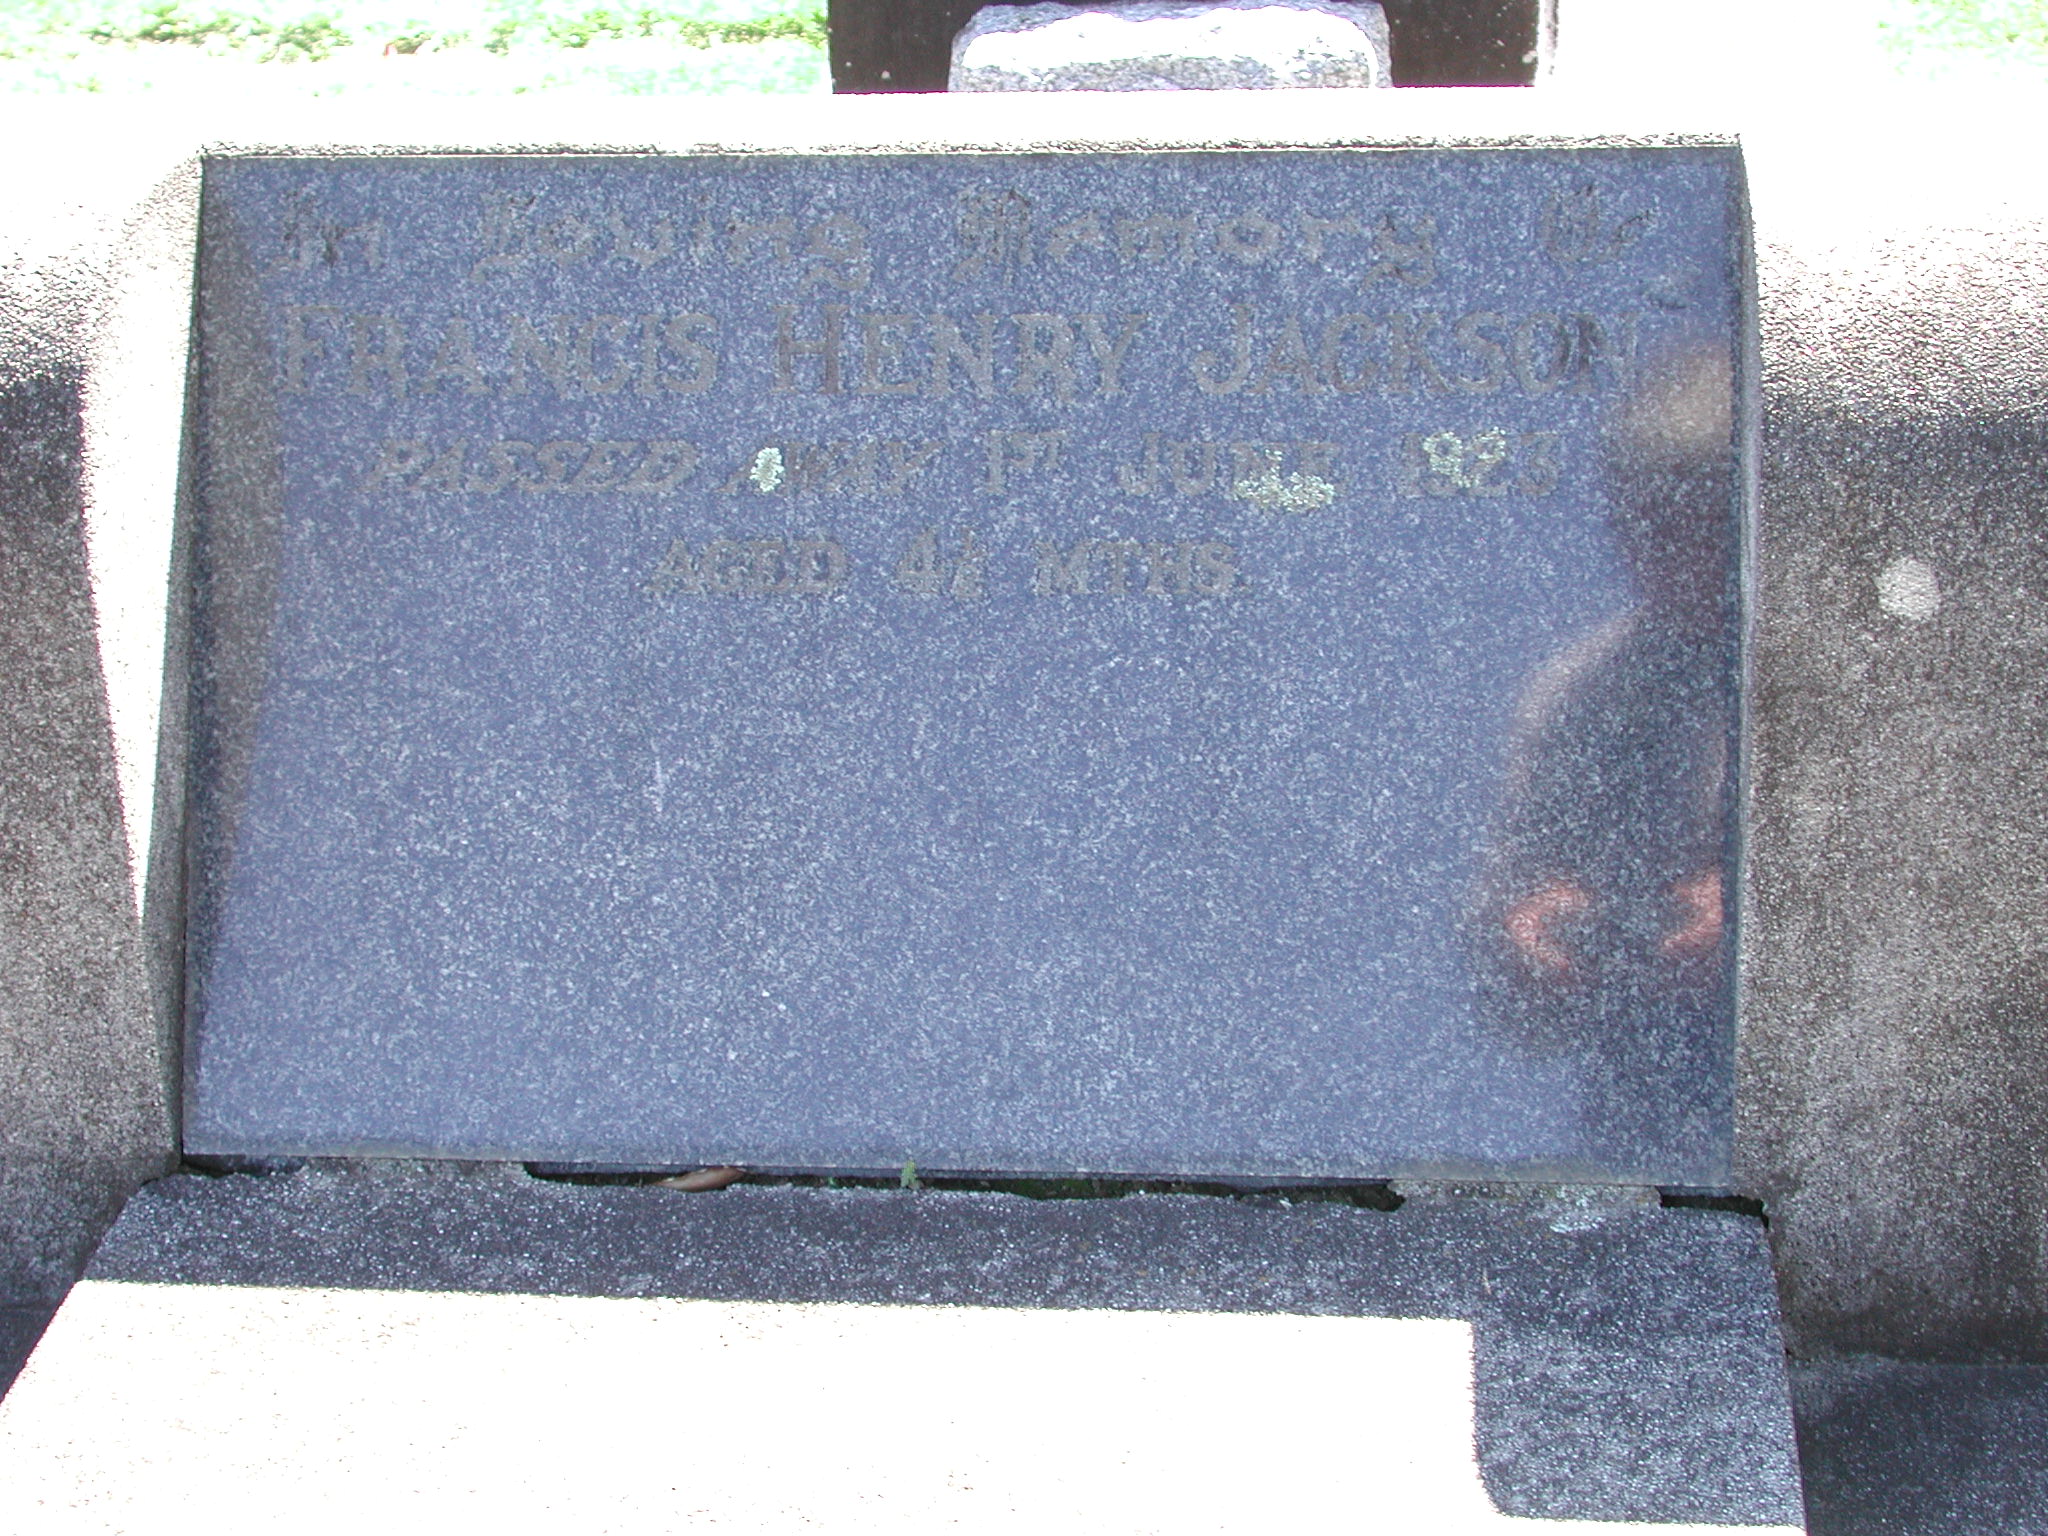 In Loving Memory Of
FRANCIS HENRY JACKSON
PASSED AWAY 1ST JUNE 1923
AGED 4½ MTHS.